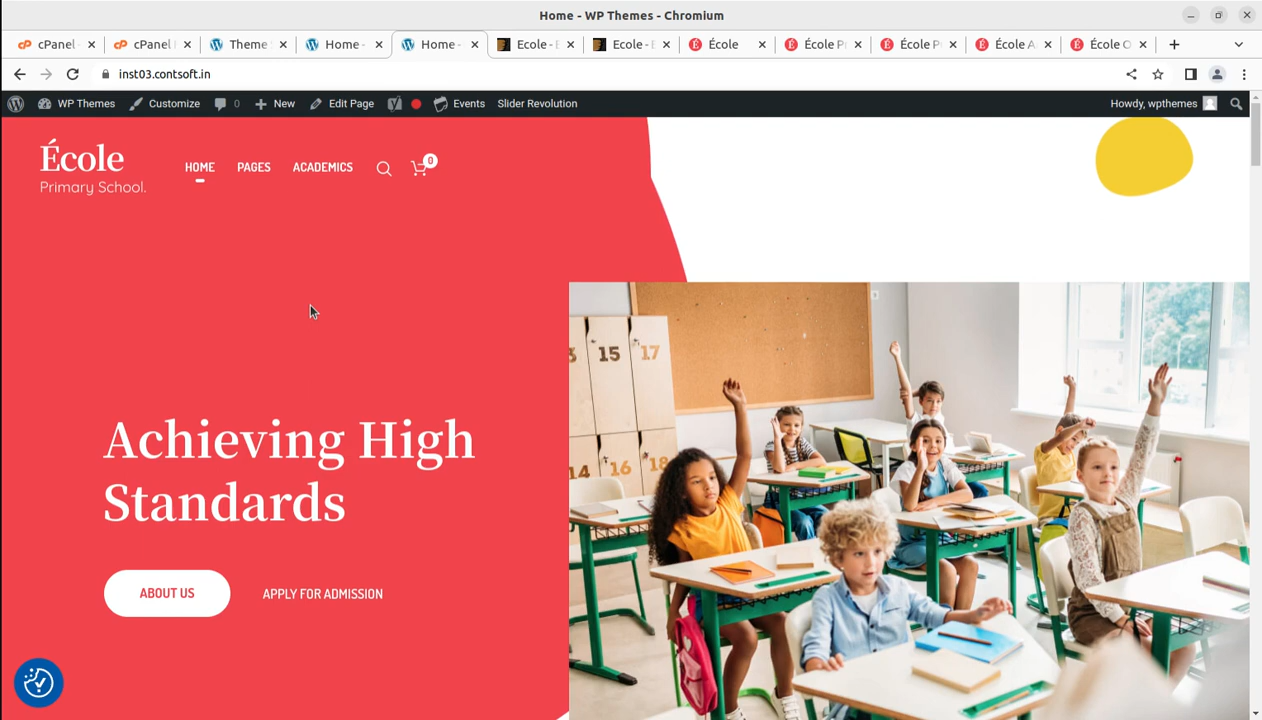 Home - WP Themes - Chromium
cPanel
cPanel
Theme
Home -
Home -
Ecole - E
Ecole - E
École
École P
École P
École A
École O
inst03.contsoft.in
WP Themes
Customize
0
New
Edit Page
Events
Slider Revolution
Howdy, wpthemes
École
Primary School.
HOME
PAGES
ACADEMICS
0
15
17
14
16
18
Achieving High
Standards
ABOUT US
APPLY FOR ADMISSION